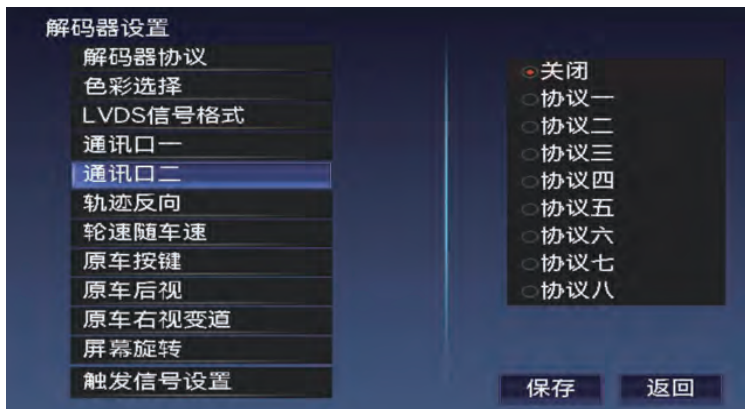 解码器设置
解码器协议
色彩选择
LVDS信号格式
通讯口一
通讯口二
轨迹反向
轮速随车速
原车按键
原车后视
原车右视变道
屏幕旋转
触发信号设置
关闭
协议一
协议二
协议三
协议四
协议五
协议六
协议七
协议八
保存
返回